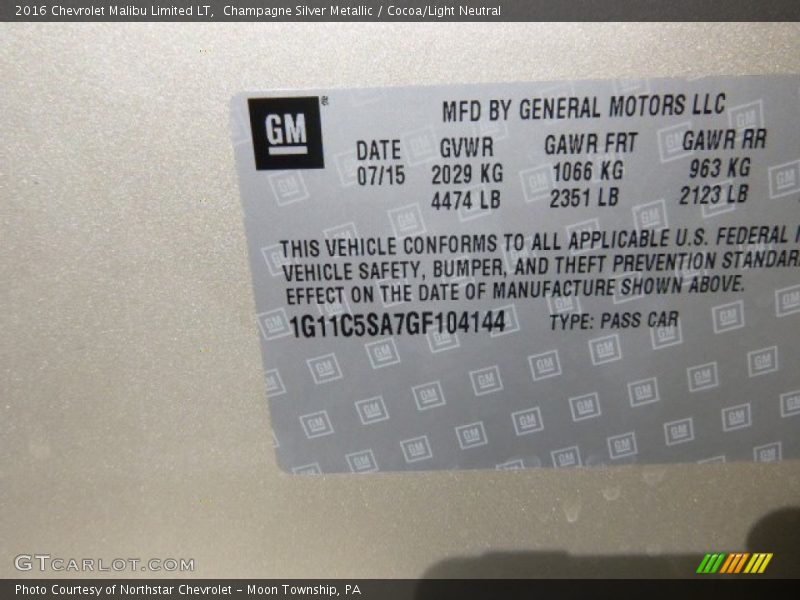 2016 Chevrolet Malibu Limited LT,  Champagne Silver Metallic / Cocoa/Light Neutral
GM ®
MFD BY GENERAL MOTORS LLC
DATE GVWR GAWR FRT GAWR RR
07/15 2029 KG 1066 KG 963 KG
4474 LB 2351 LB 2123 LB
THIS VEHICLE CONFORMS TO ALL APPLICABLE U.S. FEDERAL
VEHICLE SAFETY, BUMPER, AND THEFT PREVENTION STANDAR
EFFECT ON THE DATE OF MANUFACTURE SHOWN ABOVE.
1G11C5SA7GF104144 TYPE: PASS CAR
GTCARLOT.COM
Photo Courtesy of Northstar Chevrolet – Moon Township, PA